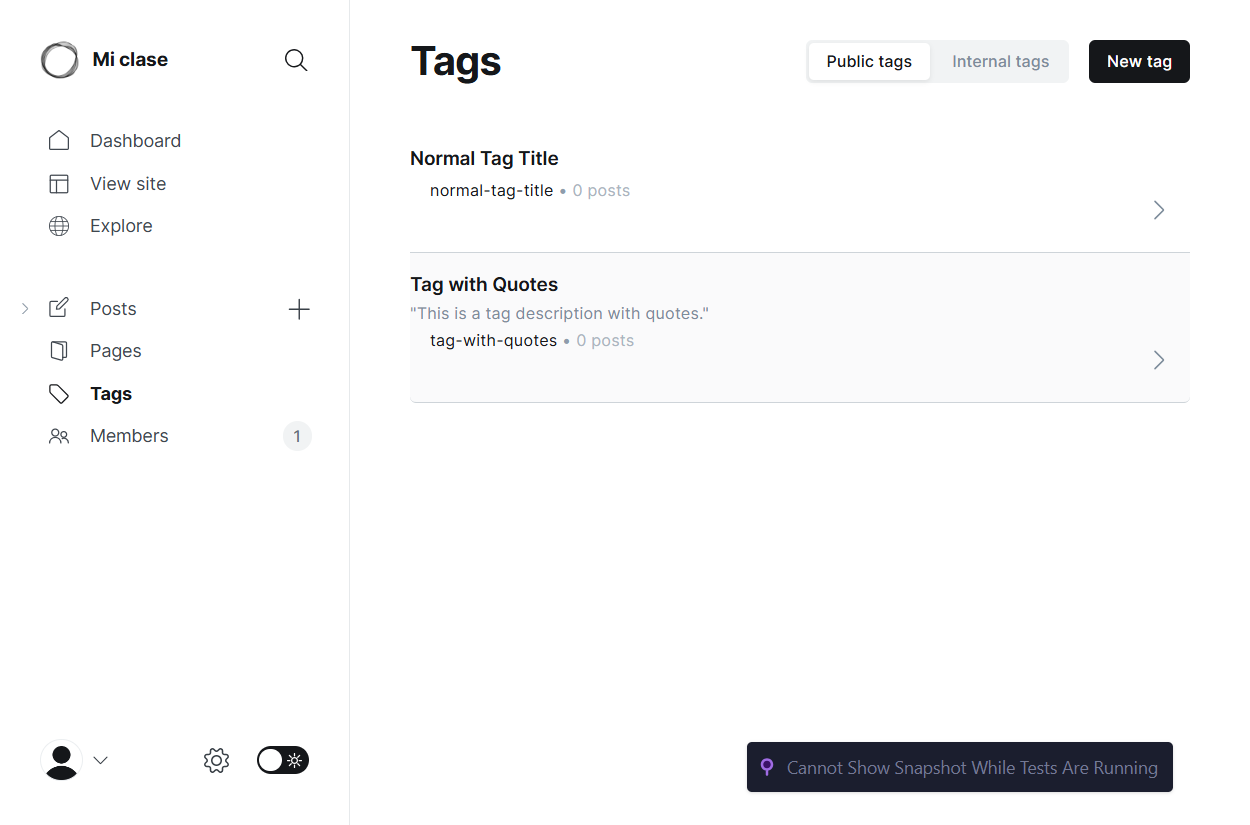 Mi clase
Dashboard
View site
Explore
Posts
Pages
Tags
Members 1
Tags
Public tags Internal tags New tag
Normal Tag Title
normal-tag-title • 0 posts
Tag with Quotes
"This is a tag description with quotes."
tag-with-quotes • 0 posts
Cannot Show Snapshot While Tests Are Running